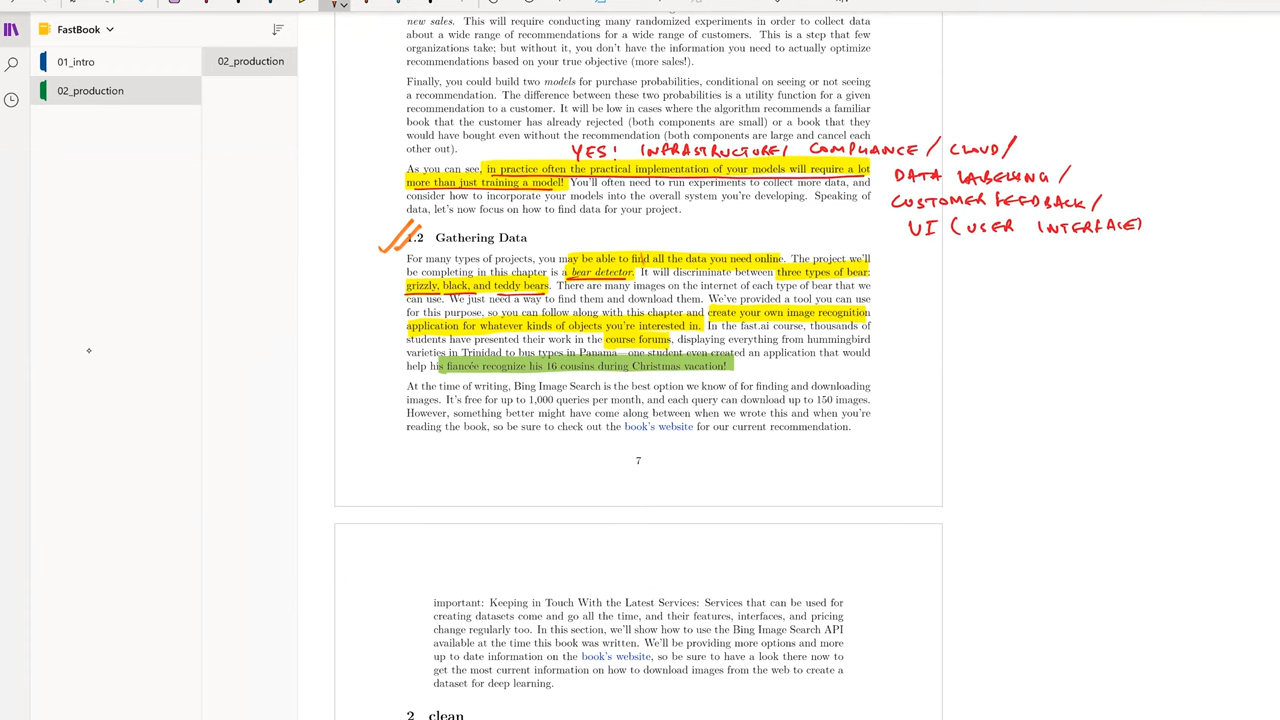 FastBook
01_intro
02_production
02_production
new sales. This will require conducting many randomized experiments in order to collect data
about a wide range of recommendations for a wide range of customers. This is a step that few
organizations take; but without it, you don't have the information you need to actually optimize
recommendations based on your true objective (more sales!).
Finally, you could build two models for purchase probabilities, conditional on seeing or not seeing
a recommendation. The difference between these two probabilities is a utility function for a given
recommendation to a customer. It will be low in cases where the algorithm recommends a familiar
book that the customer has already rejected (both components are small) or a book that they
would have bought even without the recommendation (both components are large and cancel each
other out).
YES! INFRASTRUCTURE/ COMPLIANCE / CLOUD/
DATA LABELLING /
CUSTOMER FEEDBACK /
UI (USER INTERFACE)
As you can see, in practice often the practical implementation of your models will require a lot
more than just training a model! You'll often need to run experiments to collect more data, and
consider how to incorporate your models into the overall system you're developing. Speaking of
data, let's now focus on how to find data for your project.
1.2 Gathering Data
For many types of projects, you may be able to find all the data you need online. The project we'll
be completing in this chapter is a bear detector. It will discriminate between three types of bear:
grizzly, black, and teddy bears. There are many images on the internet of each type of bear that we
can use. We just need a way to find them and download them. We've provided a tool you can use
for this purpose, so you can follow along with this chapter and create your own image recognition
application for whatever kinds of objects you're interested in. In the fast.ai course, thousands of
students have presented their work in the course forums, displaying everything from hummingbird
varieties in Trinidad to bus types in Panama—one student even created an application that would
help his fiancée recognize his 16 cousins during Christmas vacation!
At the time of writing, Bing Image Search is the best option we know of for finding and downloading
images. It's free for up to 1,000 queries per month, and each query can download up to 150 images.
However, something better might have come along between when we wrote this and when you're
reading the book, so be sure to check out the book's website for our current recommendation.
7
important: Keeping in Touch With the Latest Services: Services that can be used for
creating datasets come and go all the time, and their features, interfaces, and pricing
change regularly too. In this section, we'll show how to use the Bing Image Search API
available at the time this book was written. We'll be providing more options and more
up to date information on the book's website, so be sure to have a look there now to
get the most current information on how to download images from the web to create a
dataset for deep learning.
2 clean